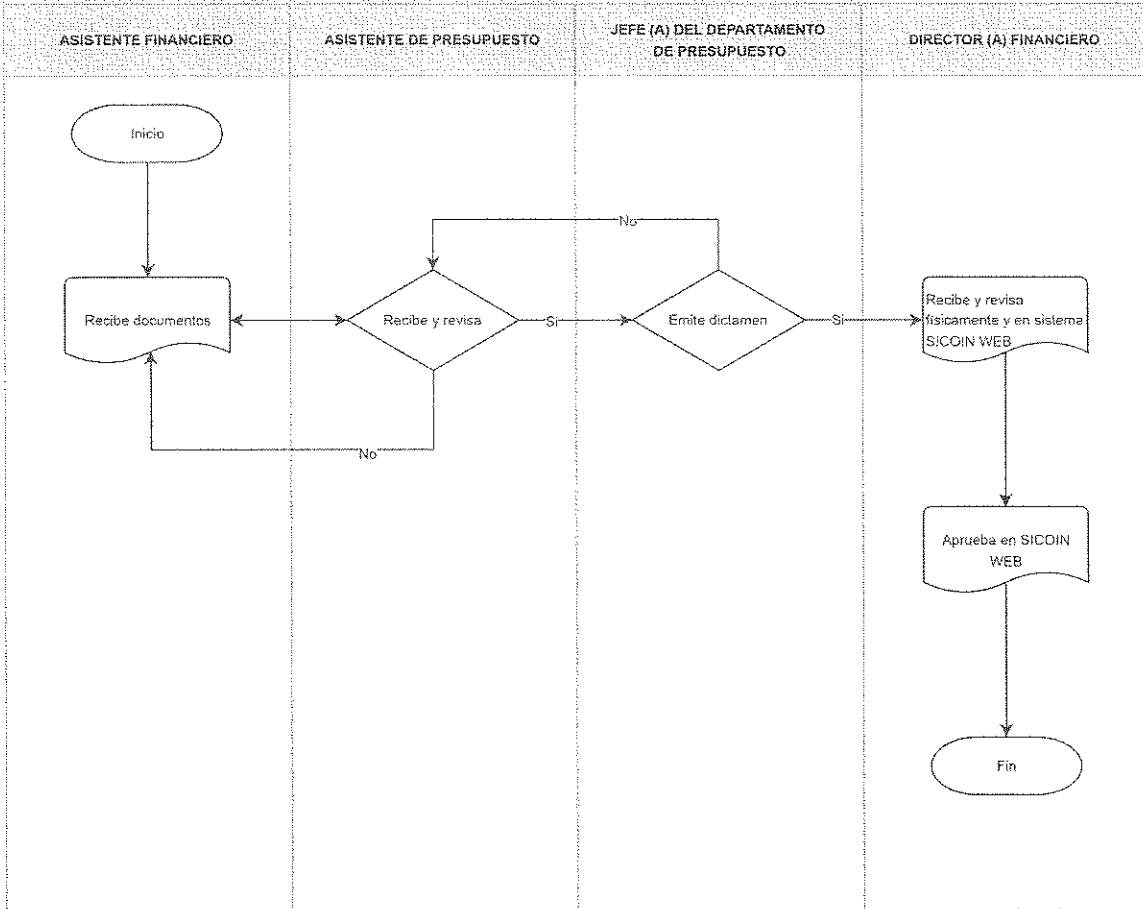 ASISTENTE FINANCIERO
ASISTENTE DE PRESUPUESTO
JEFE (A) DEL DEPARTAMENTO
DE PRESUPUESTO
DIRECTOR (A) FINANCIERO
Inicio
No
Recibe documentos
Recibe y revisa
Si
Emite dictamen
Si
Recibe y revisa
fisicamente y en sistema
SICOIN WEB
No
Aprueba en SICOIN
WEB
Fin